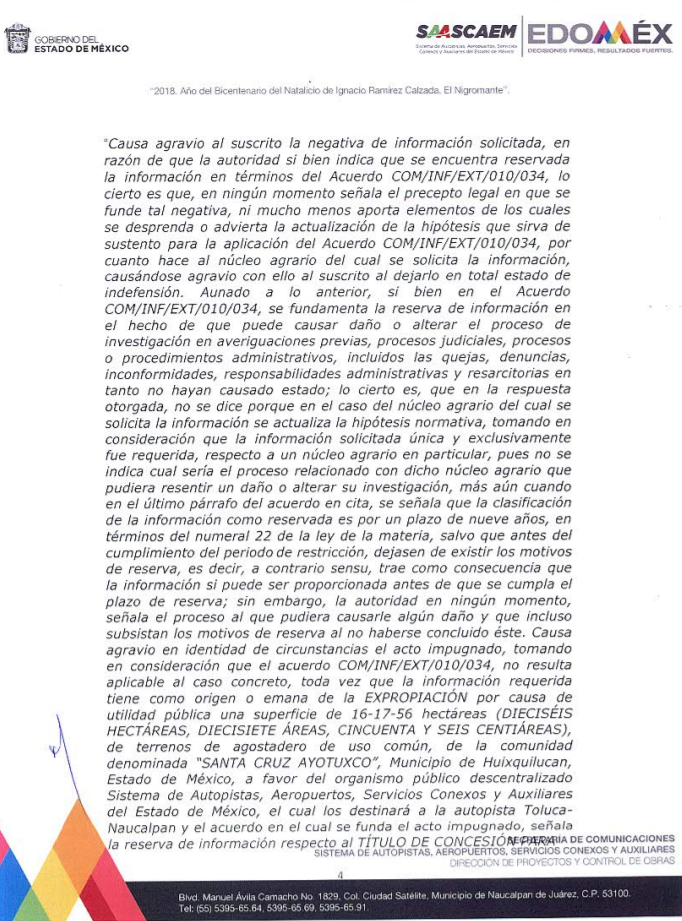 GOBIERNO DEL
ESTADO DE MÉXICO
SAASCAEM
Sistema de Autopistas, Aeropuertos, Servicios
Conexos y Auxiliares del Estado de México
EDOMÉX
DECISIONES FIRMES, RESULTADOS FUERTES.
"2018. Año del Bicentenario del Natalicio de Ignacio Ramírez Calzada, El Nigromante".
"Causa agravio al suscrito la negativa de información solicitada, en
razón de que la autoridad si bien indica que se encuentra reservada
la información en términos del Acuerdo COM/INF/EXT/010/034, lo
cierto es que, en ningún momento señala el precepto legal en que se
funde tal negativa, ni mucho menos aporta elementos de los cuales
se desprenda o advierta la actualización de la hipótesis que sirva de
sustento para la aplicación del Acuerdo COM/INF/EXT/010/034, por
cuanto hace al núcleo agrario del cual se solicita la información,
causándose agravio con ello al suscrito al dejarlo en total estado de
indefensión. Aunado a lo anterior, si bien en el Acuerdo
COM/INF/EXT/010/034, se fundamenta la reserva de información en
el hecho de que puede causar daño o alterar el proceso de
investigación en averiguaciones previas, procesos judiciales, procesos
o procedimientos administrativos, incluidos las quejas, denuncias,
inconformidades, responsabilidades administrativas y resarcitorias en
tanto no hayan causado estado; lo cierto es, que en la respuesta
otorgada, no se dice porque en el caso del núcleo agrario del cual se
solicita la información se actualiza la hipótesis normativa, tomando en
consideración que la información solicitada única y exclusivamente
fue requerida, respecto a un núcleo agrario en particular, pues no se
indica cual sería el proceso relacionado con dicho núcleo agrario que
pudiera resentir un daño o alterar su investigación, más aún cuando
en el último párrafo del acuerdo en cita, se señala que la clasificación
de la información como reservada es por un plazo de nueve años, en
términos del numeral 22 de la ley de la materia, salvo que antes del
cumplimiento del periodo de restricción, dejasen de existir los motivos
de reserva, es decir, a contrario sensu, trae como consecuencia que
la información si puede ser proporcionada antes de que se cumpla el
plazo de reserva; sin embargo, la autoridad en ningún momento,
señala el proceso al que pudiera causarle algún daño y que incluso
subsistan los motivos de reserva al no haberse concluido éste. Causa
agravio en identidad de circunstancias el acto impugnado, tomando
en consideración que el acuerdo COM/INF/EXT/010/034, no resulta
aplicable al caso concreto, toda vez que la información requerida
tiene como origen o emana de la EXPROPIACIÓN por causa de
utilidad pública una superficie de 16-17-56 hectáreas (DIECISÉIS
HECTÁREAS, DIECISIETE ÁREAS, CINCUENTA Y SEIS CENTIÁREAS),
de terrenos de agostadero de uso común, de la comunidad
denominada "SANTA CRUZ AYOTUXCO", Municipio de Huixquilucan,
Estado de México, a favor del organismo público descentralizado
Sistema de Autopistas, Aeropuertos, Servicios Conexos y Auxiliares
del Estado de México, el cual los destinará a la autopista Toluca-
Naucalpan y el acuerdo en el cual se funda el acto impugnado, señala
la reserva de información respecto al TÍTULO DE CONCESIÓN PARA
SECRETARÍA DE COMUNICACIONES
SISTEMA DE AUTOPISTAS, AEROPUERTOS, SERVICIOS CONEXOS Y AUXILIARES
DIRECCIÓN DE PROYECTOS Y CONTROL DE OBRAS
4
Blvd. Manuel Ávila Camacho No. 1829, Col. Ciudad Satélite, Municipio de Naucalpan de Juárez, C.P. 53100.
Tel: (55) 5395-65.64, 5395-65.69, 5395-65.91.